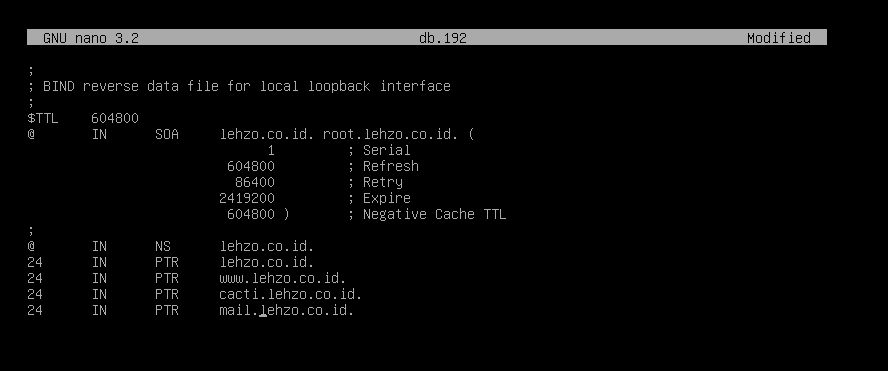 GNU nano 3.2 db.192 Modified
;
; BIND reverse data file for local loopback interface
;
$TTL 604800
@ IN SOA lehzo.co.id. root.lehzo.co.id. (
1 ; Serial
604800 ; Refresh
86400 ; Retry
2419200 ; Expire
604800 ) ; Negative Cache TTL
;
@ IN NS lehzo.co.id.
24 IN PTR lehzo.co.id.
24 IN PTR www.lehzo.co.id.
24 IN PTR cacti.lehzo.co.id.
24 IN PTR mail.lehzo.co.id.